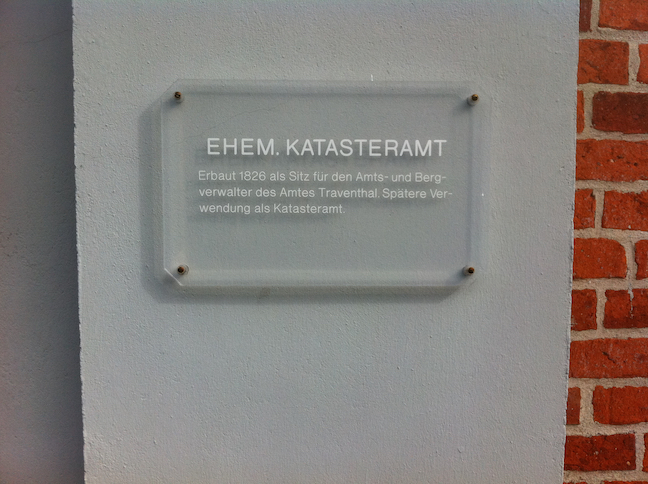 EHEM. KATASTERAMT
Erbaut 1826 als Sitz für den Amts- und Berg-
verwalter des Amtes Traventhal. Spätere Ver-
wendung als Katasteramt.